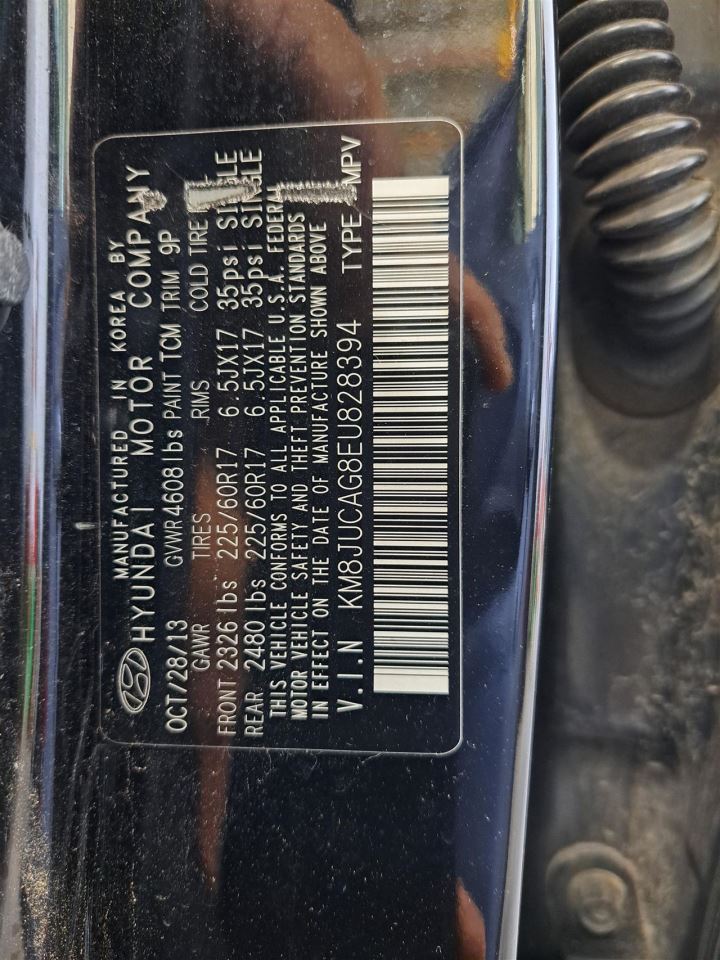 MANUFACTURED IN KOREA BY
HYUNDAI MOTOR COMPANY
OCT/28/13 GVWR 4608 lbs PAINT TCM TRIM 9P
GAWR TIRES RIMS COLD TIRE
FRONT 2326 lbs 225/60R17 6.5JX17 35psi SINGLE
REAR 2480 lbs 225/60R17 6.5JX17 35psi SINGLE
THIS VEHICLE CONFORMS TO ALL APPLICABLE U.S.A. FEDERAL
MOTOR VEHICLE SAFETY AND THEFT PREVENTION STANDARDS
IN EFFECT ON THE DATE OF MANUFACTURE SHOWN ABOVE
V.I.N KM8JUCAG8EU828394 TYPE MPV